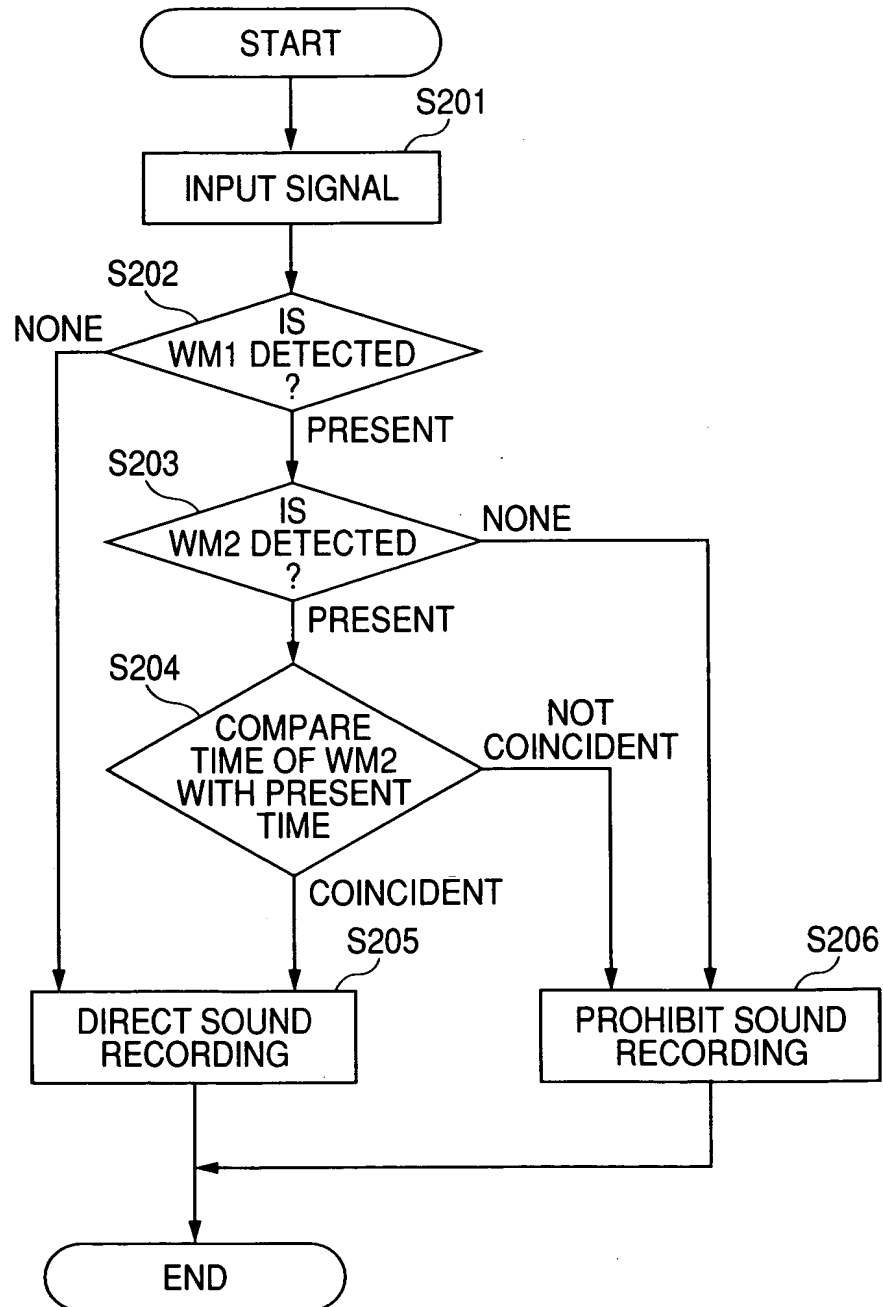 START
S201
INPUT SIGNAL
S202
NONE
IS
WM1 DETECTED
?
PRESENT
S203
IS
WM2 DETECTED
?
NONE
PRESENT
S204
COMPARE
TIME OF WM2
WITH PRESENT
TIME
NOT
COINCIDENT
COINCIDENT
S205
DIRECT SOUND
RECORDING
S206
PROHIBIT SOUND
RECORDING
END